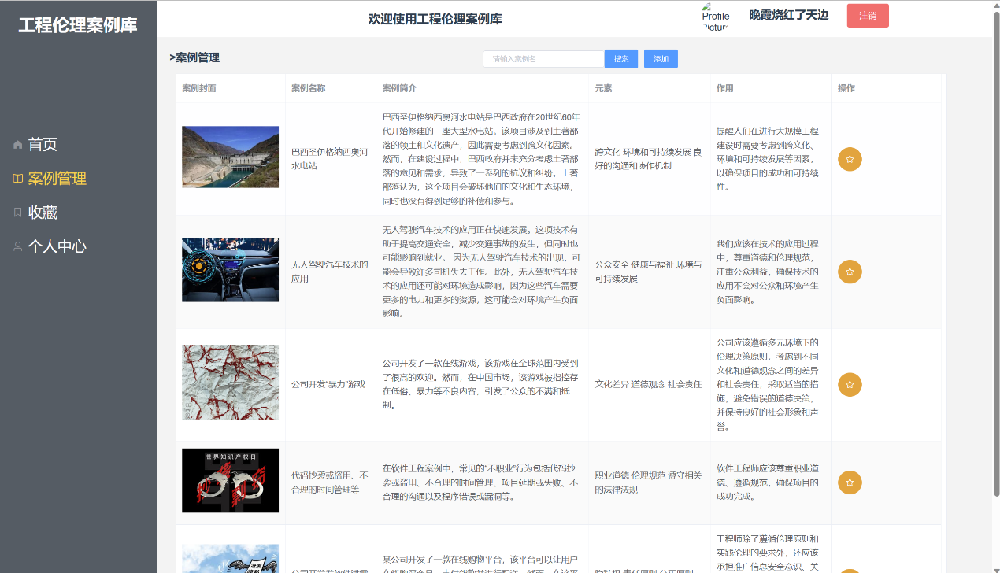 工程伦理案例库
欢迎使用工程伦理案例库
Profile
Pictur
晚霞烧红了天边
注销
首页
案例管理
收藏
个人中心
>案例管理
请输入案例名
搜索
添加
案例封面
案例名称
案例简介
元素
作用
操作
巴西圣伊格纳西奥河
水电站
巴西圣伊格纳西奥河水电站是巴西政府在20世纪60年
代开始修建的一座大型水电站。该项目涉及到土著部
落的领土和文化遗产，因此需要考虑到跨文化因素。
然而，在建设过程中，巴西政府并未充分考虑土著部
落的意见和需求，导致了一系列的抗议和纠纷。土著
部落认为，这个项目会破坏他们的文化和生态环境，
同时也没有得到足够的补偿和参与。
跨文化 环境和可持续发展 良
好的沟通和协作机制
提醒人们在进行大规模工程
建设时需要考虑到跨文化、
环境和可持续发展等因素，
以确保项目的成功和可持续
性。
无人驾驶汽车技术的
应用
无人驾驶汽车技术的应用正在快速发展。这项技术有
助于提高交通安全，减少交通事故的发生，但同时也
可能影响到就业。 因为无人驾驶汽车技术的出现，可
能会导致许多司机失去工作。此外，无人驾驶汽车技
术的应用还可能对环境造成影响，因为这些汽车需要
更多的电力和更多的资源，这可能会对环境产生负面
影响。
公众安全 健康与福祉 环境与
可持续发展
我们应该在技术的应用过程
中，尊重道德和伦理规范，
注重公众利益，确保技术的
应用不会对公众和环境产生
负面影响。
公司开发“暴力”游戏
公司开发了一款在线游戏，该游戏在全球范围内受到
了很高的欢迎。然而，在中国市场，该游戏被指控存
在低俗、暴力等不良内容，引发了公众的不满和抵
制。
文化差异 道德观念 社会责任
公司应该遵循多元环境下的
伦理决策原则，考虑到不同
文化和道德观念之间的差异
和社会责任，采取适当的措
施，避免错误的道德决策，
并保持良好的社会形象和声
誉。
世界知识产权日
代码抄袭或盗用、不
合理的时间管理等
在软件工程案例中，常见的“不职业”行为包括代码抄
袭或盗用、不合理的时间管理、项目延期或失败、不
合理的沟通以及程序错误或漏洞等。
职业道德 伦理规范 遵守相关
的法律法规
软件工程师应该尊重职业道
德、遵循规范，确保项目的
成功完成。
某公司开发了一款在线购物平台，该平台可以让用户
工程师除了遵循伦理原则和
实践伦理的要求外，还应该
承担推广信息安全意识、关